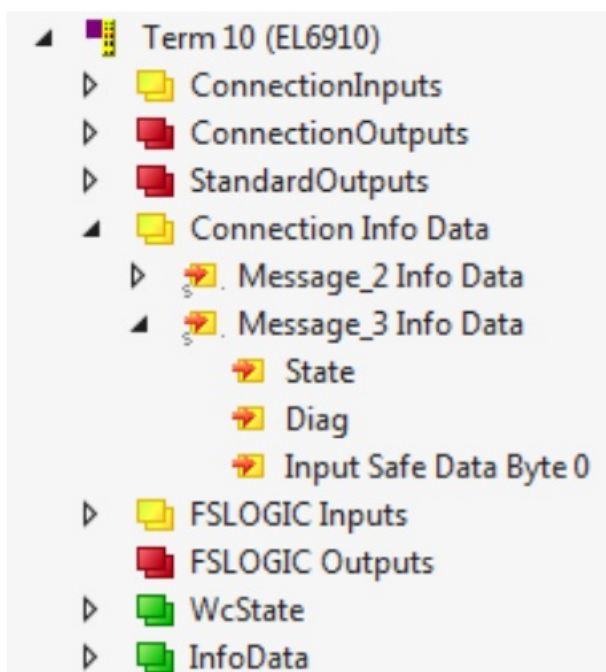 Term 10 (EL6910)
ConnectionInputs
ConnectionOutputs
StandardOutputs
Connection Info Data
Message_2 Info Data
Message_3 Info Data
State
Diag
Input Safe Data Byte 0
FSLOGIC Inputs
FSLOGIC Outputs
WcState
InfoData